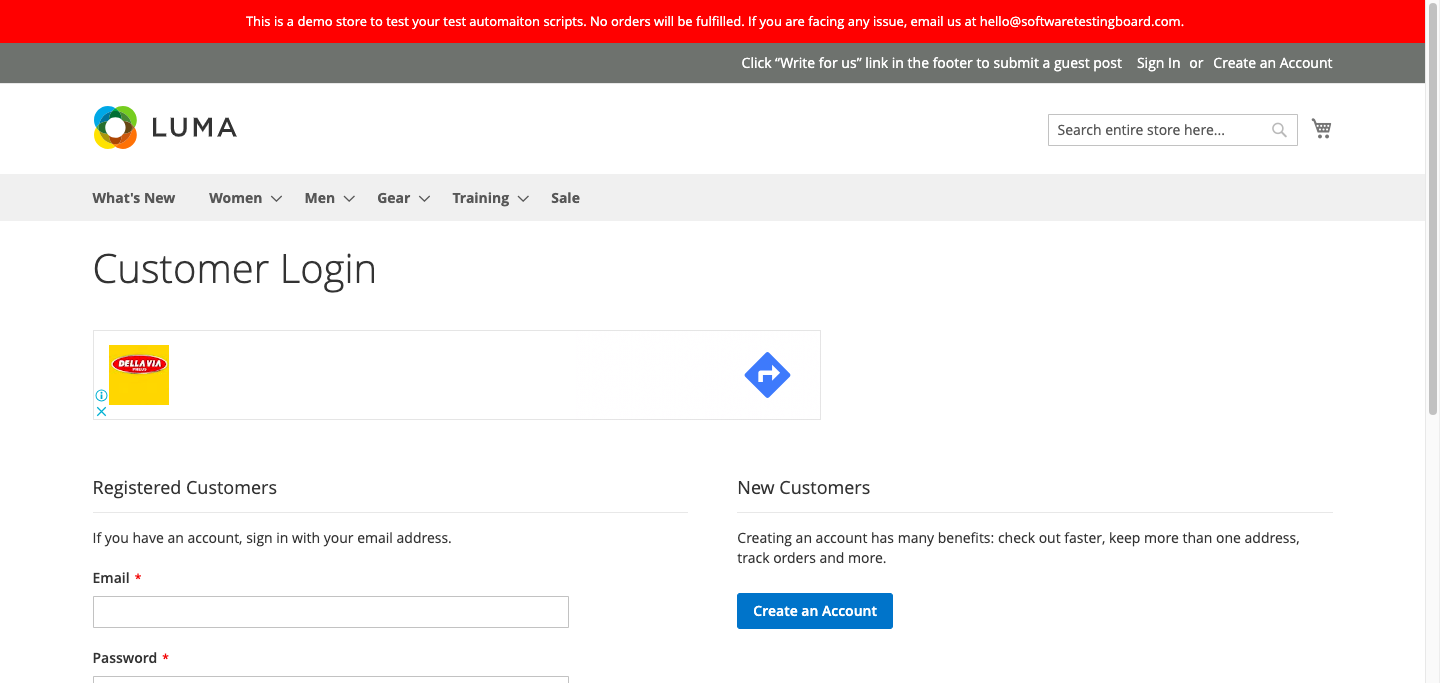 This is a demo store to test your test automaiton scripts. No orders will be fulfilled. If you are facing any issue, email us at hello@softwaretestingboard.com.
Click “Write for us” link in the footer to submit a guest post Sign In or Create an Account
LUMA
Search entire store here...
What's New Women Men Gear Training Sale
Customer Login
DELLAVIA
PNEUS
Registered Customers
If you have an account, sign in with your email address.
Email *
Password *
New Customers
Creating an account has many benefits: check out faster, keep more than one address,
track orders and more.
Create an Account